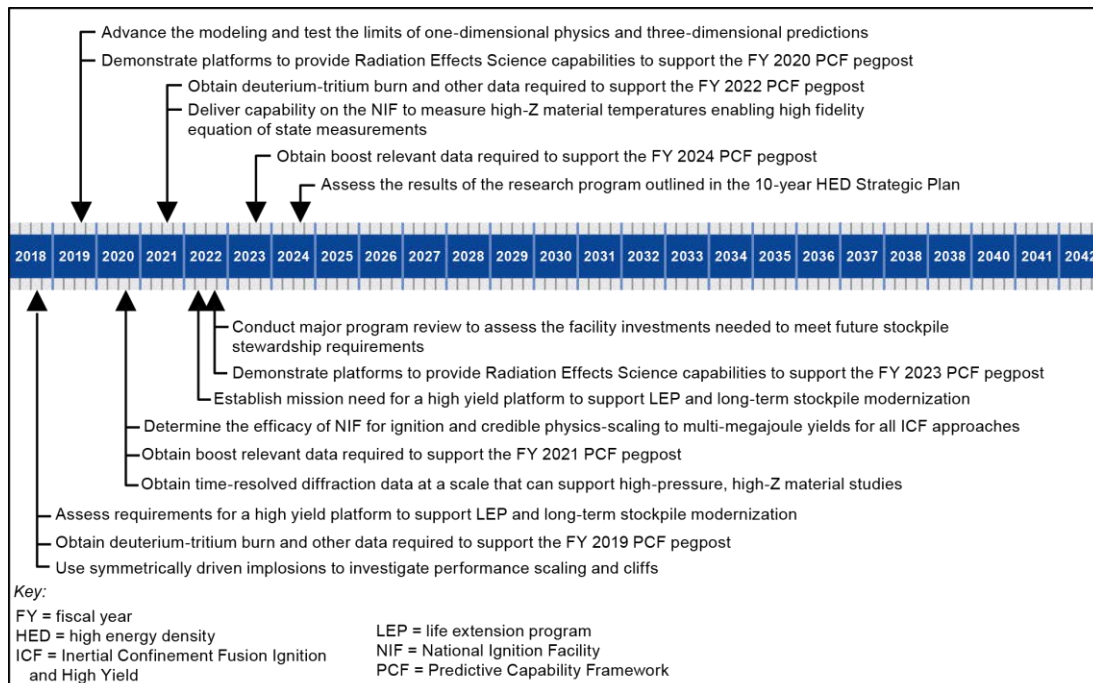 Advance the modeling and test the limits of one-dimensional physics and three-dimensional predictions
Demonstrate platforms to provide Radiation Effects Science capabilities to support the FY 2020 PCF pegpost
Obtain deuterium-tritium burn and other data required to support the FY 2022 PCF pegpost
Deliver capability on the NIF to measure high-Z material temperatures enabling high fidelity
equation of state measurements
Obtain boost relevant data required to support the FY 2024 PCF pegpost
Assess the results of the research program outlined in the 10-year HED Strategic Plan
2018 2019 2020 2021 2022 2023 2024 2025 2026 2027 2028 2029 2030 2031 2032 2033 2034 2035 2036 2037 2038 2038 2040 2041 2042
Conduct major program review to assess the facility investments needed to meet future stockpile
stewardship requirements
Demonstrate platforms to provide Radiation Effects Science capabilities to support the FY 2023 PCF pegpost
Establish mission need for a high yield platform to support LEP and long-term stockpile modernization
Determine the efficacy of NIF for ignition and credible physics-scaling to multi-megajoule yields for all ICF approaches
Obtain boost relevant data required to support the FY 2021 PCF pegpost
Obtain time-resolved diffraction data at a scale that can support high-pressure, high-Z material studies
Assess requirements for a high yield platform to support LEP and long-term stockpile modernization
Obtain deuterium-tritium burn and other data required to support the FY 2019 PCF pegpost
Use symmetrically driven implosions to investigate performance scaling and cliffs
Key:
FY = fiscal year
HED = high energy density
ICF = Inertial Confinement Fusion Ignition
and High Yield
LEP = life extension program
NIF = National Ignition Facility
PCF = Predictive Capability Framework